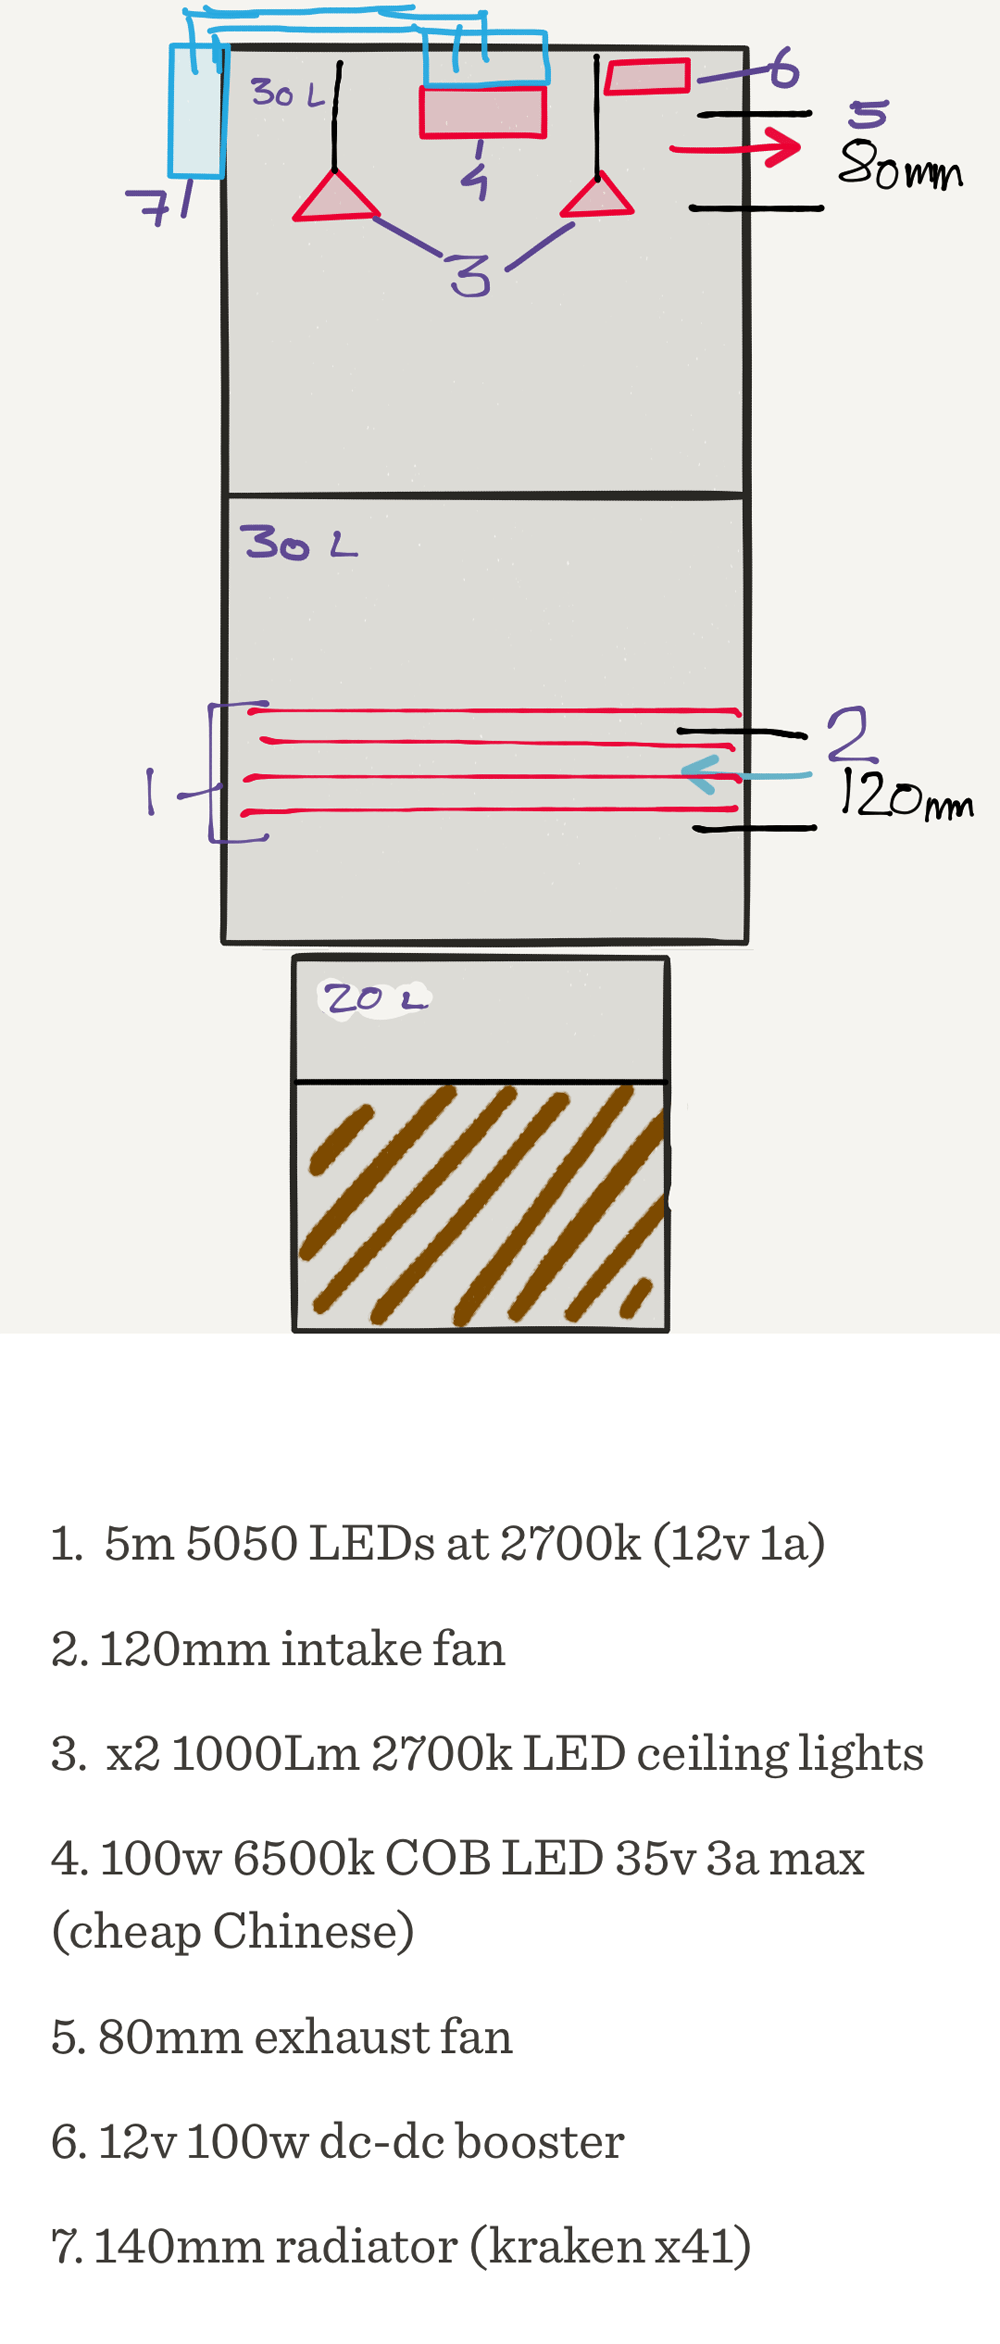 30 L
6
5
80mm
4
7
3
30 L
2
120mm
1
20 L
1. 5m 5050 LEDs at 2700k (12v 1a)
2. 120mm intake fan
3. x2 1000Lm 2700k LED ceiling lights
4. 100w 6500k COB LED 35v 3a max
(cheap Chinese)
5. 80mm exhaust fan
6. 12v 100w dc-dc booster
7. 140mm radiator (kraken x41)